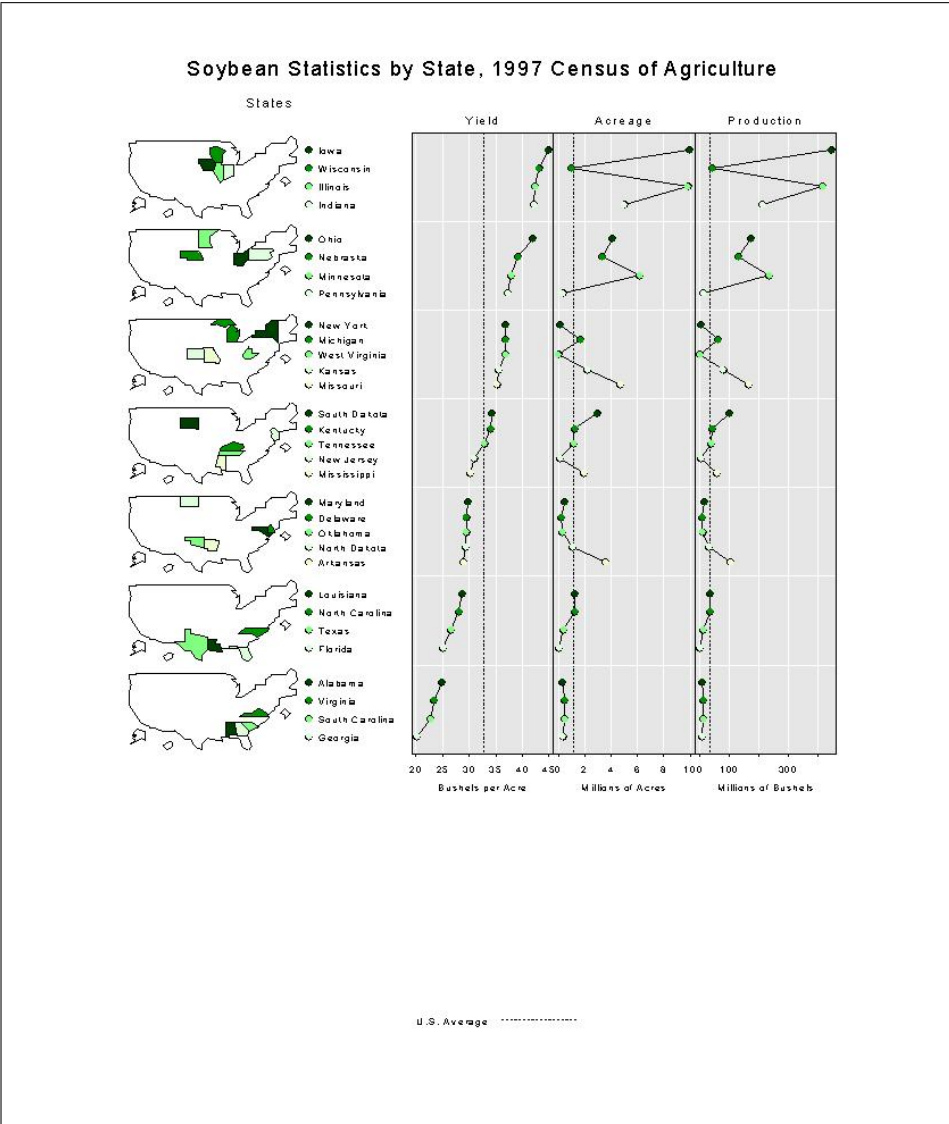 Soybean Statistics by State, 1997 Census of Agriculture
States
Yield Acreage Production
Iowa
Wisconsin
Illinois
Indiana
Ohio
Nebraska
Minnesota
Pennsylvania
New York
Michigan
West Virginia
Kansas
Missouri
South Dakota
Kentucky
Tennessee
New Jersey
Mississippi
Maryland
Delaware
Oklahoma
North Dakota
Arkansas
Louisiana
North Carolina
Texas
Florida
Alabama
Virginia
South Carolina
Georgia
20 25 30 35 40 45 0 2 4 6 8 10 0 100 300
Bushels per Acre Millions of Acres Millions of Bushels
U.S. Average